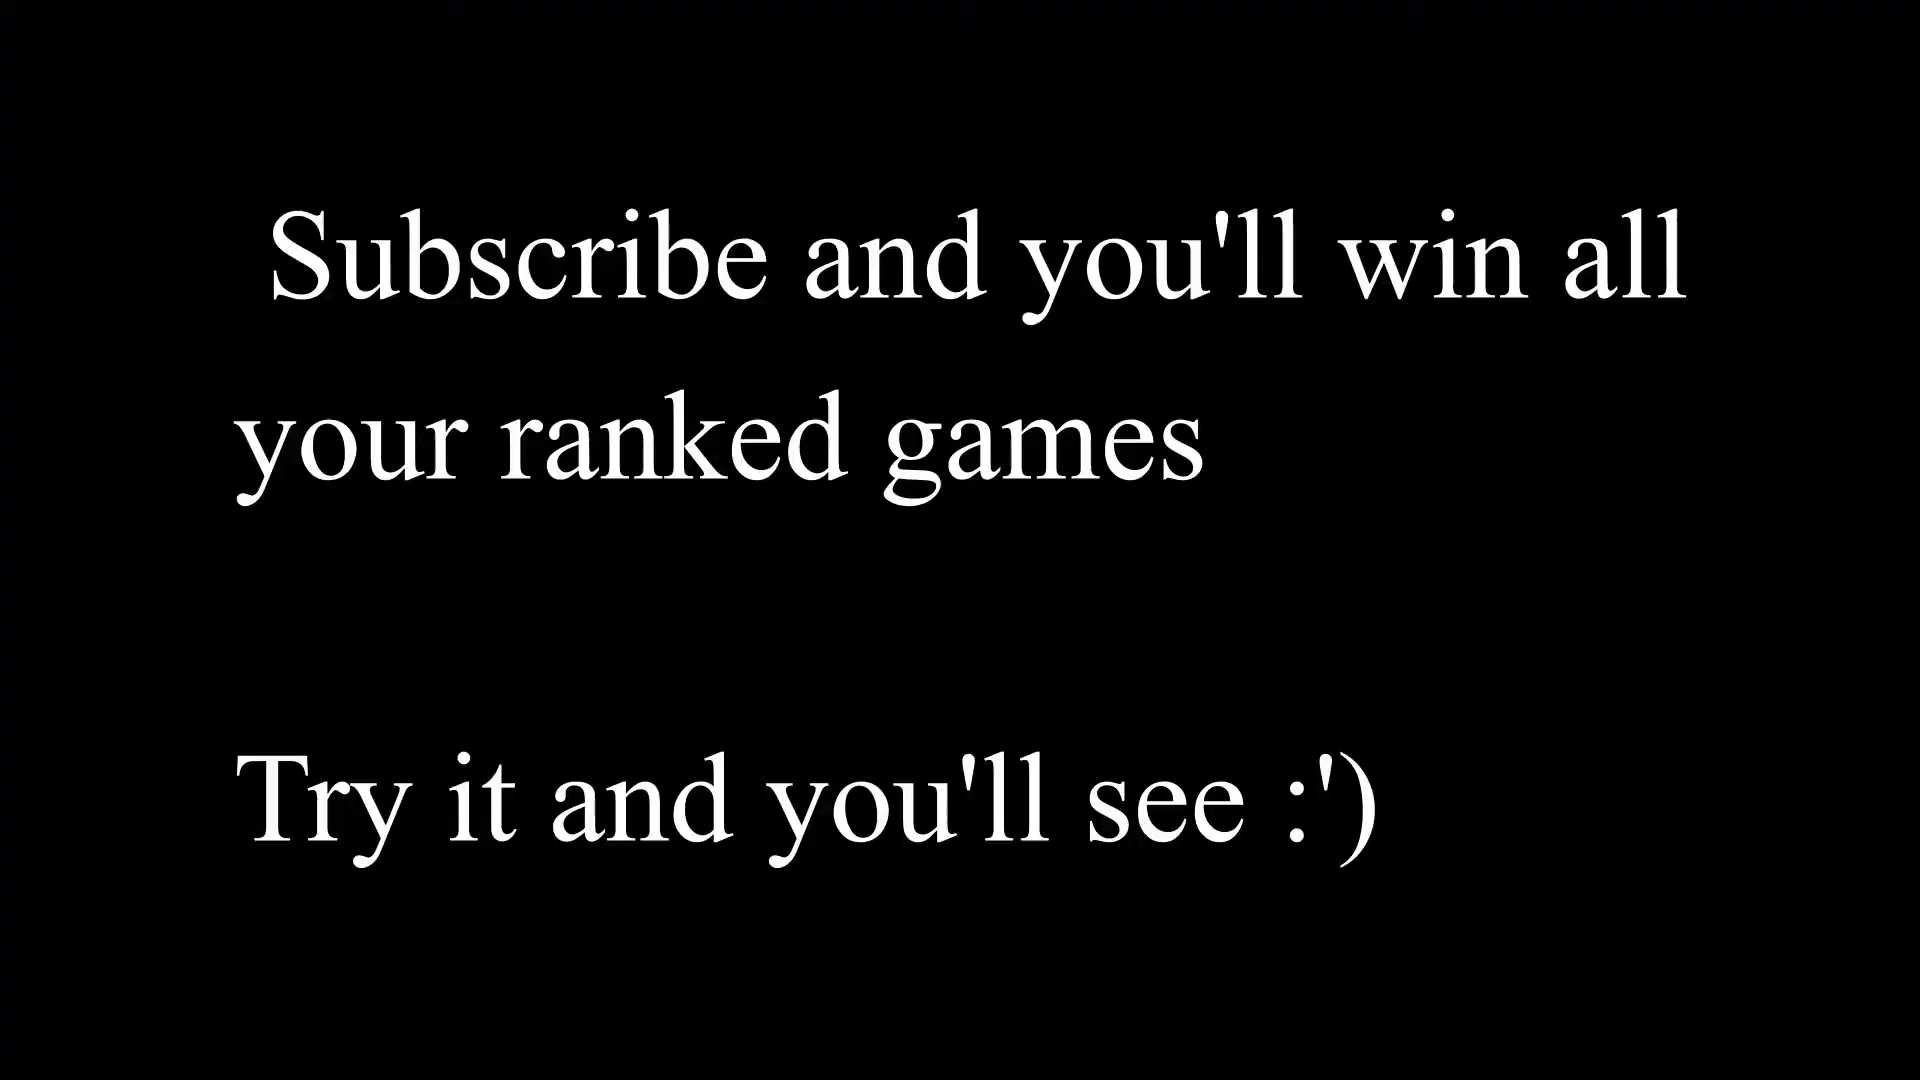 Subscribe and you'll win all
your ranked games
Try it and you'll see :')